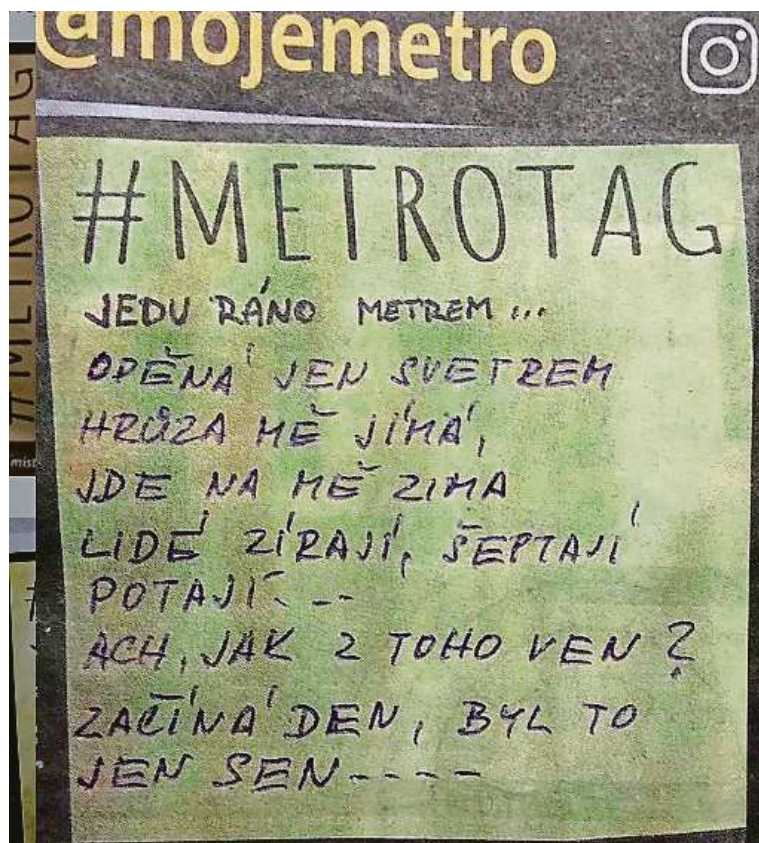 @mojemetro
#METROTAG
JEDU RÁNO METREM...
ODĚNÁ JEN SVETREM
HRŮZA MĚ JÍMÁ,
JDE NA MĚ ZIMA
LIDÉ ZÍRAJÍ, ŠEPTAJÍ
POTAJÍ---
ACH, JAK Z TOHO VEN?
ZAČÍNÁ DEN, BYL TO
JEN SEN----
#METROTAG